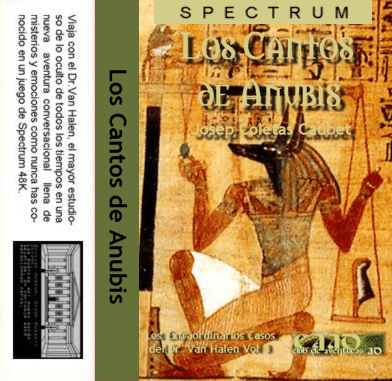 Viaja con el Dr. Van Halen, el mayor estudio-
so de lo oculto de todos los tiempos en una
nueva aventura conversacional llena de
misterios y emociones como nunca has co-
nocido en un juego de Spectrum 48K.
Los Cantos de Anubis
SPECTRUM
Los Cantos
de Anubis
Josep Coletas Caubet
Los Extraordinarios Casos
del Dr. Van Halen Vol. 1
club de aventuras